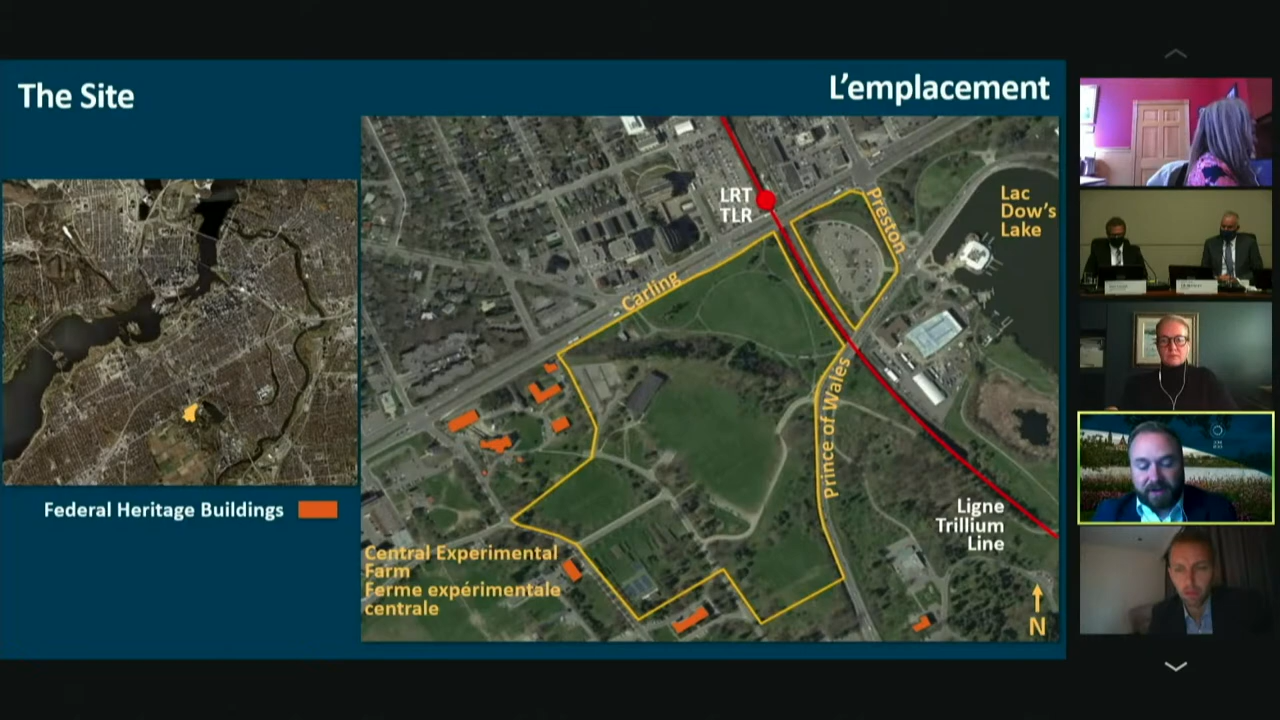 The Site
L'emplacement
LRT
TLR
Preston
Lac
Dow's
Lake
Carling
Prince of Wales
Federal Heritage Buildings
Ligne
Trillium
Line
Central Experimental
Farm
Ferme expérimentale
centrale
N